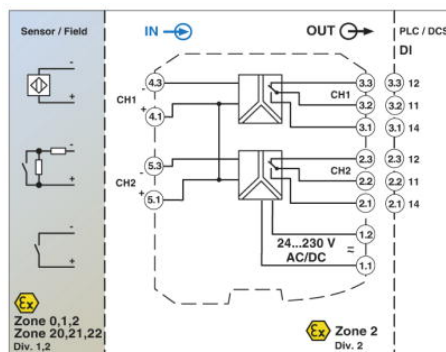 Sensor / Field
IN
OUT
PLC / DCS
DI
-
+
4.3
-
CH1
+
4.1
3.3
CH1
3.2
3.1
3.3 12
3.2 11
3.1 14
-
+
5.3
-
CH2
+
5.1
2.3
CH2
2.2
2.1
2.3 12
2.2 11
2.1 14
-
+
24...230 V
AC/DC
=
1.2
1.1
Ex
Zone 0,1,2
Zone 20,21,22
Div. 1,2
Ex
Zone 2
Div. 2